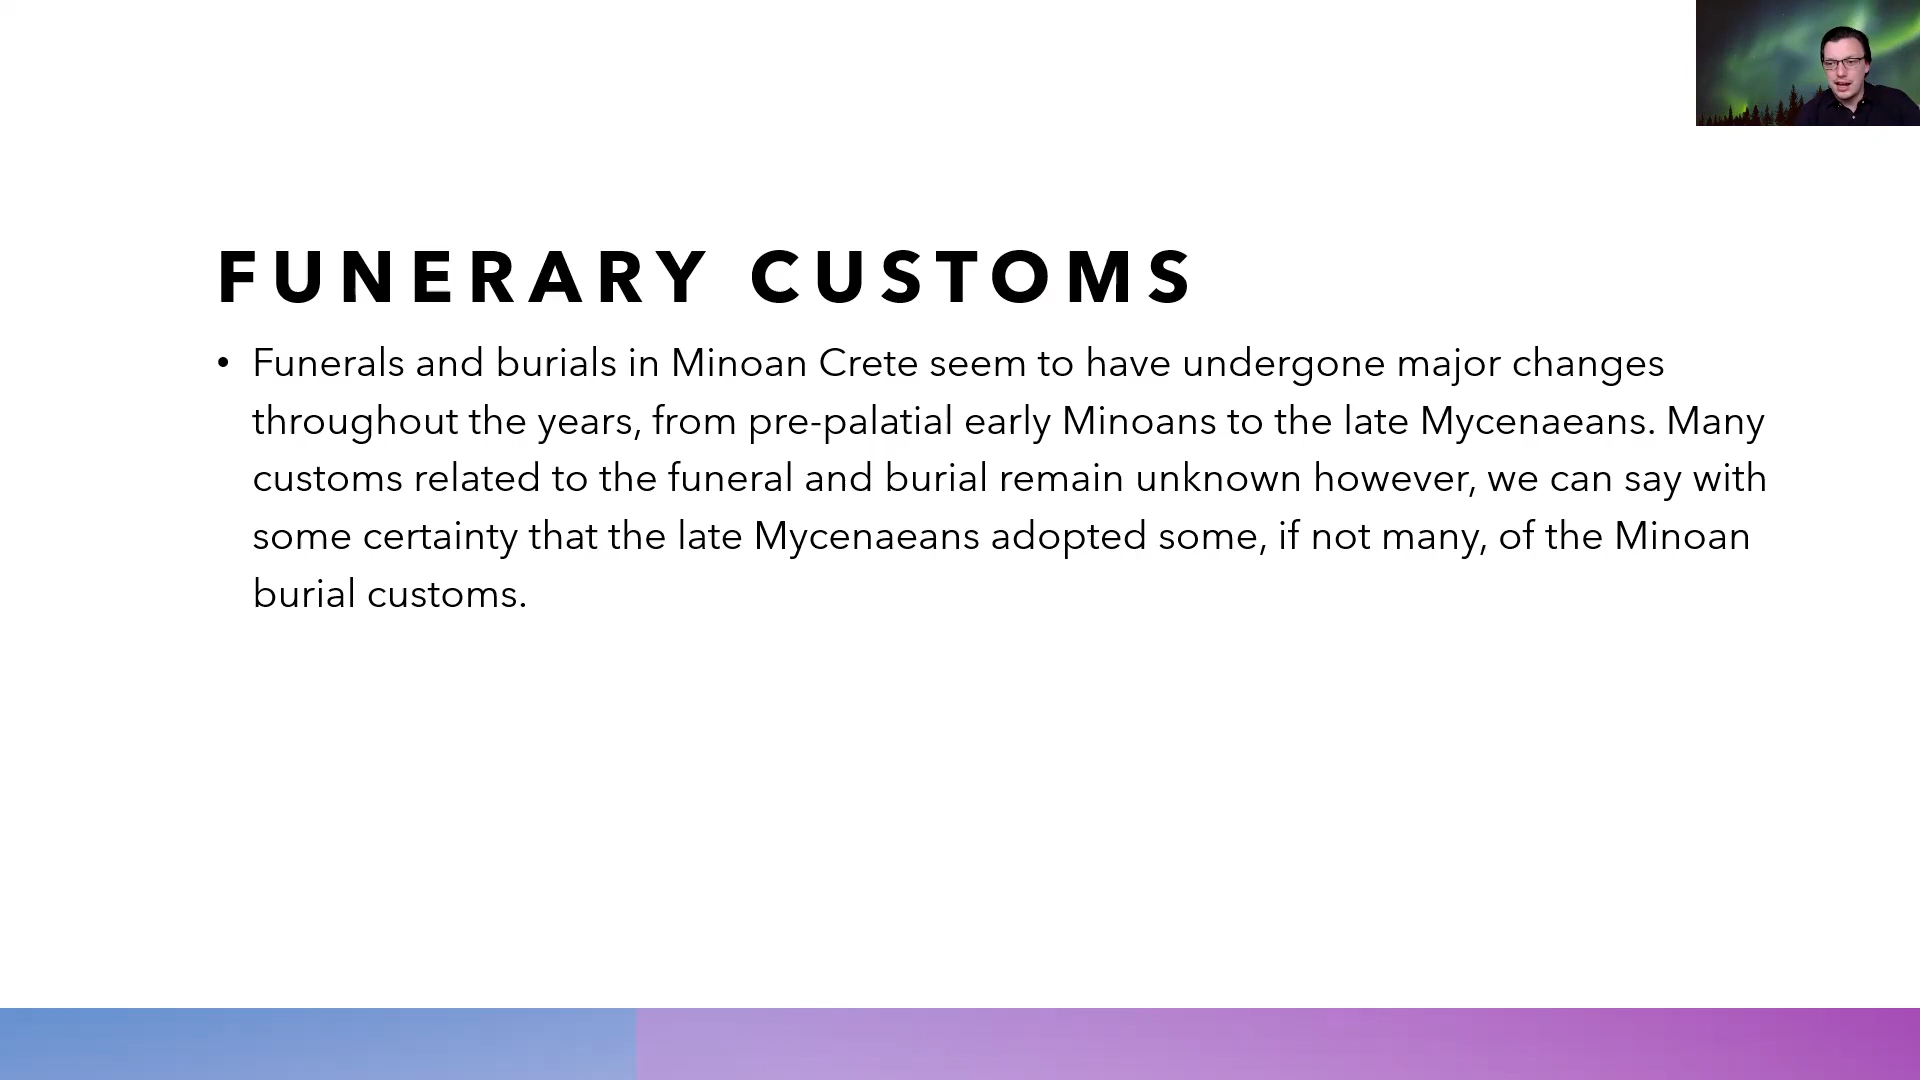 FUNERARY CUSTOMS
• Funerals and burials in Minoan Crete seem to have undergone major changes
throughout the years, from pre-palatial early Minoans to the late Mycenaeans. Many
customs related to the funeral and burial remain unknown however, we can say with
some certainty that the late Mycenaeans adopted some, if not many, of the Minoan
burial customs.